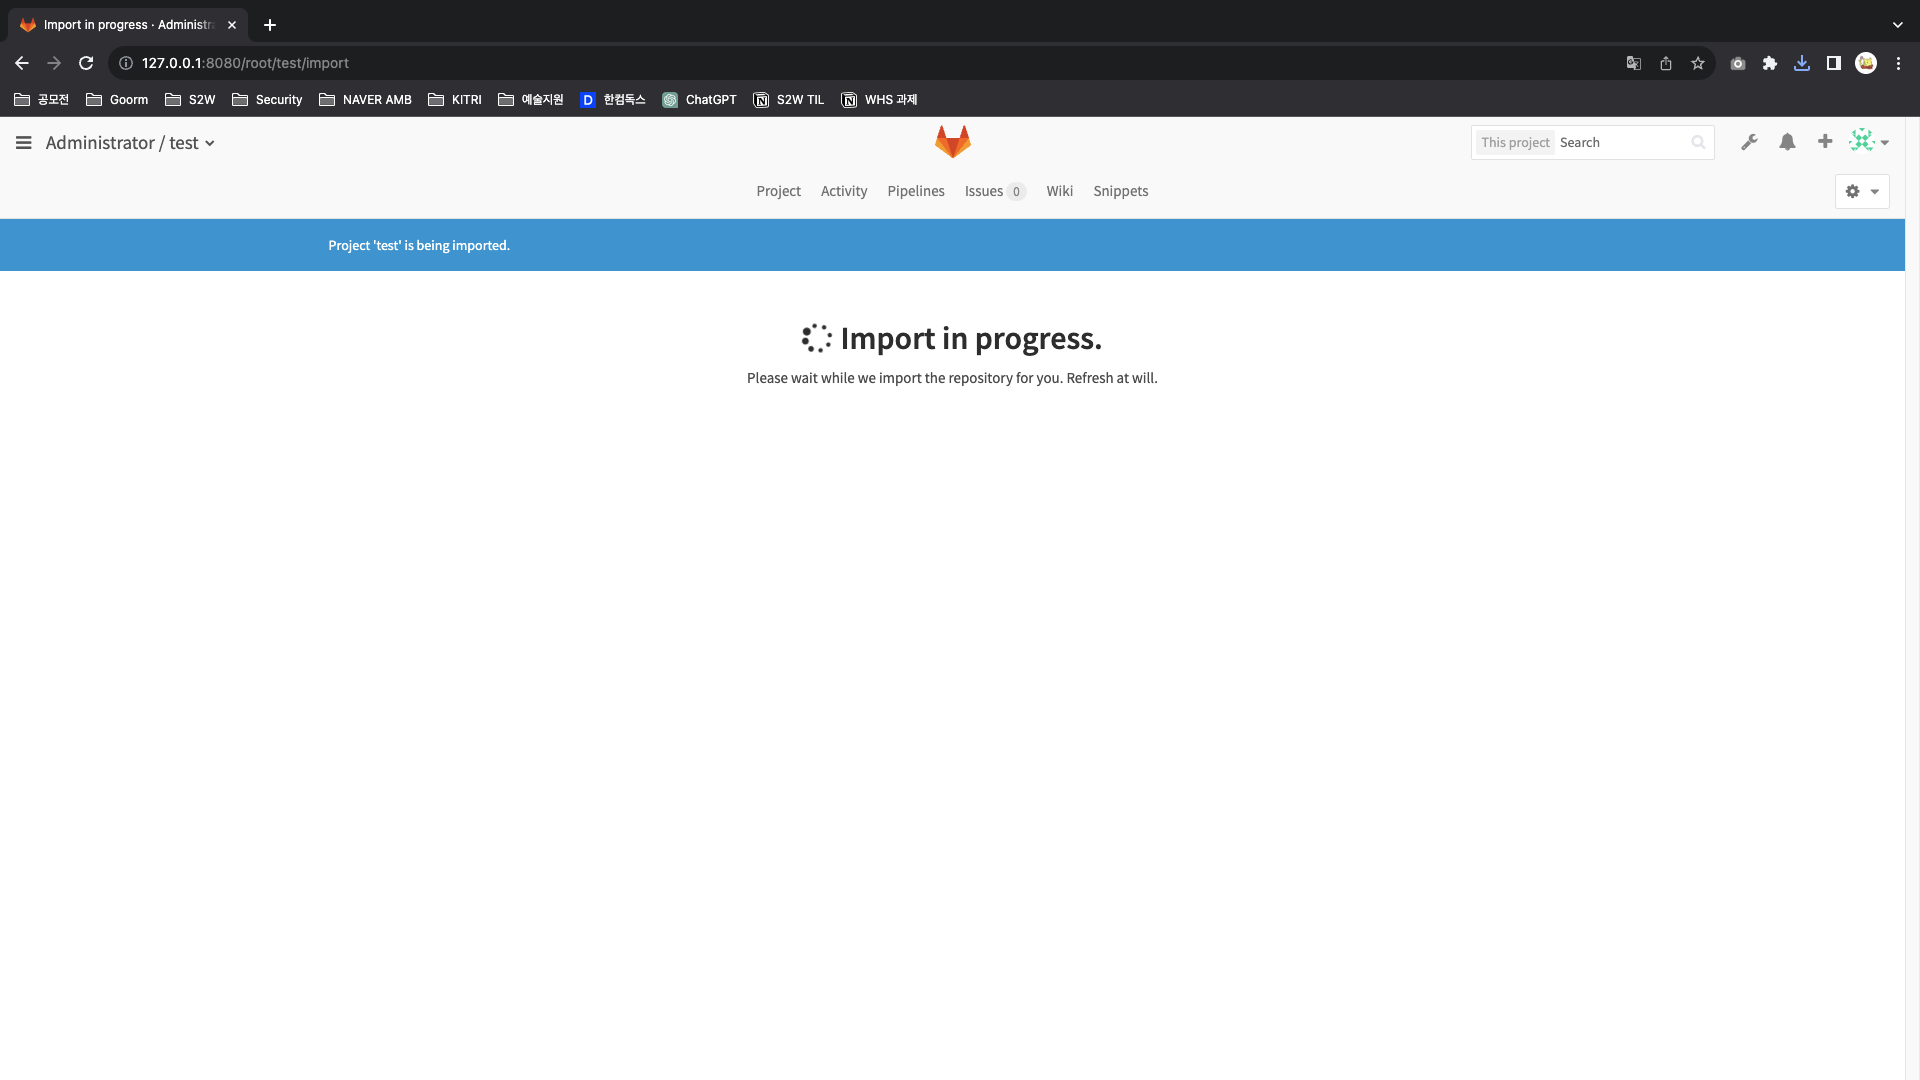 Import in progress · Administr
127.0.0.1:8080/root/test/import
공모전 Goorm S2W Security NAVER AMB KITRI 예술지원 D 한컴독스 ChatGPT S2W TIL WHS 과제
Administrator / test This project Search
Project Activity Pipelines Issues 0 Wiki Snippets
Project 'test' is being imported.
Import in progress.
Please wait while we import the repository for you. Refresh at will.